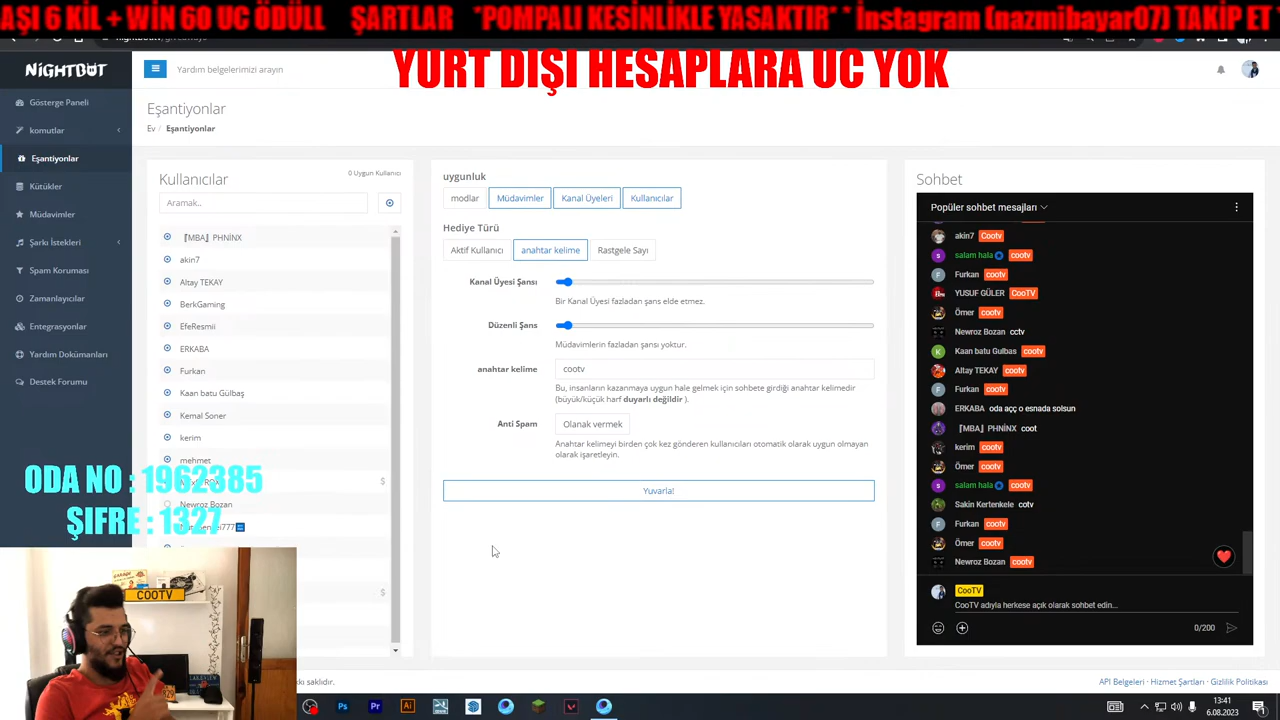 AŞI 6 KİL + WİN 60 UC ÖDÜLL ŞARTLAR "POMPALI KESİNLİKLE YASAKTIR" Instagram (nazmibayar07) TAKİP ET
YURT DIŞI HESAPLARA UC YOK
NiGHTBOT
Yardım belgelerimizi arayın
Gösterge Paneli
komutlar
Eşantiyonlar
Kütükler
Müdavimler
Şarkı İstekleri
Spam Koruması
Zamanlayıcılar
Entegrasyonlar
Yardım Dokümanları
Destek Forumu
Eşantiyonlar
Ev / Eşantiyonlar
Kullanıcılar
0 Uygun Kullanıcı
Aramak..
『MBA』PHNİNX
akin7
Altay TEKAY
BerkGaming
EfeResmii
ERKABA
Furkan
Kaan batu Gülbaş
Kemal Soner
kerim
mehmet
Newroz Bozan
ODA NO : 1962385
ŞIFRE : 1327
COOTV
uygunluk
modlar
Müdavimler
Kanal Üyeleri
Kullanıcılar
Hediye Türü
Aktif Kullanıcı
anahtar kelime
Rastgele Sayı
Kanal Üyesi Şansı
Bir Kanal Üyesi fazladan şans elde etmez.
Düzenli Şans
Müdavimlerin fazladan şansı yoktur.
anahtar kelime
cootv
Bu, insanların kazanmaya uygun hale gelmek için sohbete girdiği anahtar kelimedir
(büyük/küçük harf duyarlı değildir ).
Anti Spam
Olanak vermek
Anahtar kelimeyi birden çok kez gönderen kullanıcıları otomatik olarak uygun olmayan
olarak işaretleyin.
Yuvarla!
Sohbet
Popüler sohbet mesajları
akin7 Cootv
salam hala cootv
Furkan cootv
YUSUF GÜLER CooTV
Ömer cootv
Newroz Bozan cctv
Kaan batu Gulbas cootv
Altay TEKAY cootv
Furkan cootv
ERKABA oda açç o esnada solsun
『MBA』PHNİNX coot
kerim cootv
Ömer cootv
salam hala cootv
Sakin Kertenkele cotv
Furkan cootv
Ömer cootv
Newroz Bozan cootv
CooTV
CooTV adıyla herkese açık olarak sohbet edin...
0/200
kkı saklıdır.
API Belgeleri · Hizmet Şartları · Gizlilik Politikası
13:41
6.08.2023